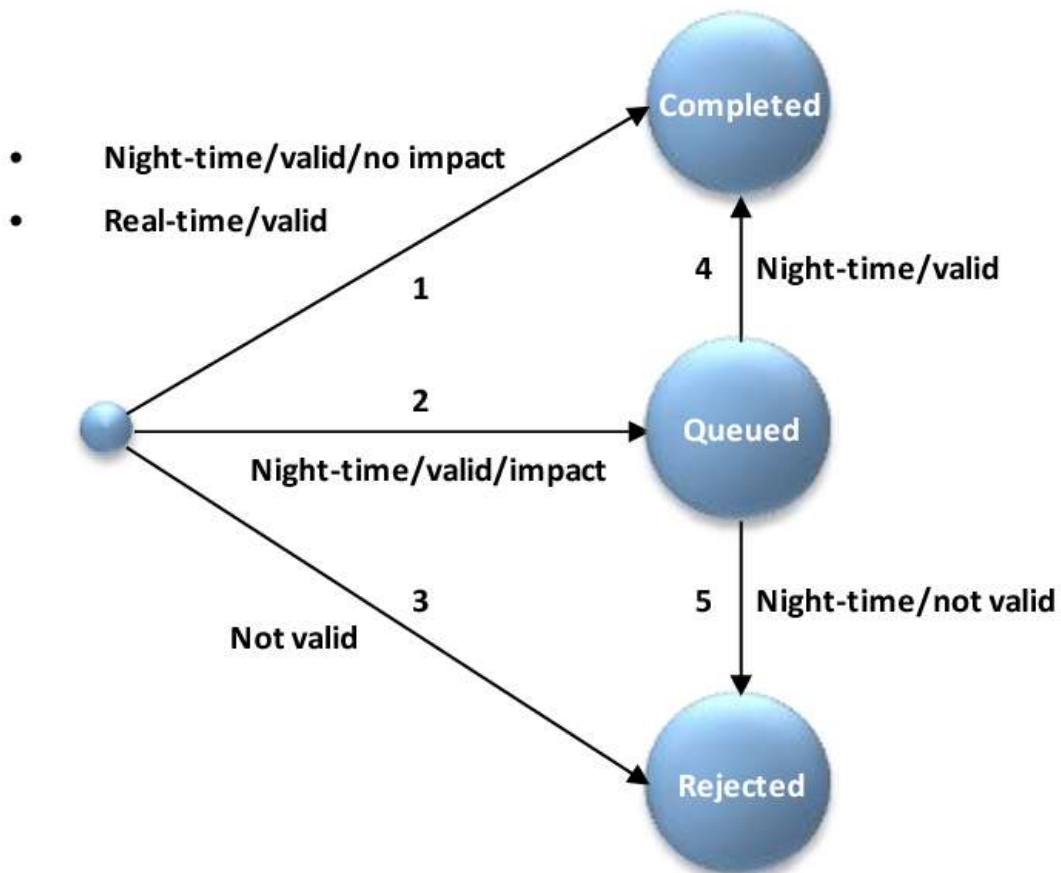 Completed
• Night-time/valid/no impact
• Real-time/valid
1
4 Night-time/valid
2
Queued
Night-time/valid/impact
3
5 Night-time/not valid
Not valid
Rejected